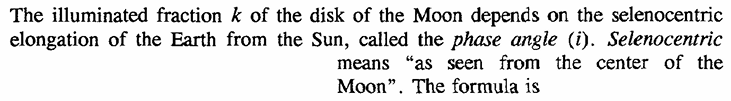 The illuminated fraction k of the disk of the Moon depends on the selenocentric
elongation of the Earth from the Sun, called the phase angle (i). Selenocentric
means "as seen from the center of the
Moon". The formula is